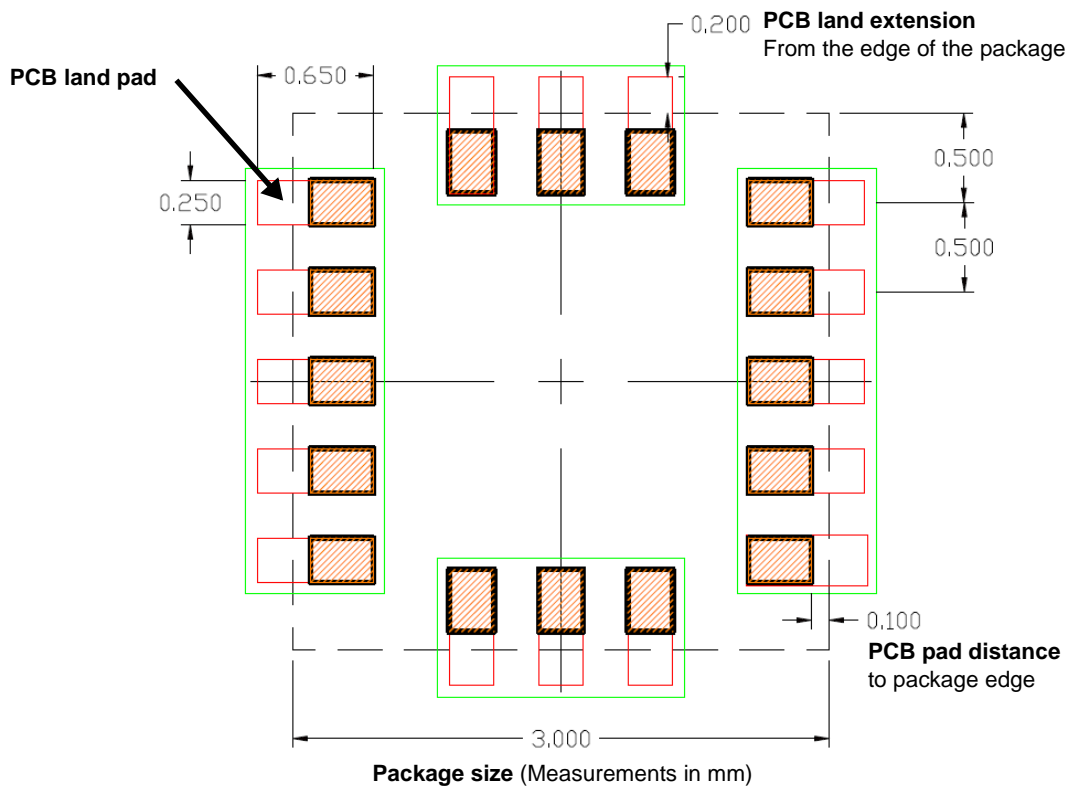 0.200 PCB land extension
From the edge of the package
PCB land pad
0.650
0.250
0.500
0.500
0.100
PCB pad distance
to package edge
3.000
Package size (Measurements in mm)